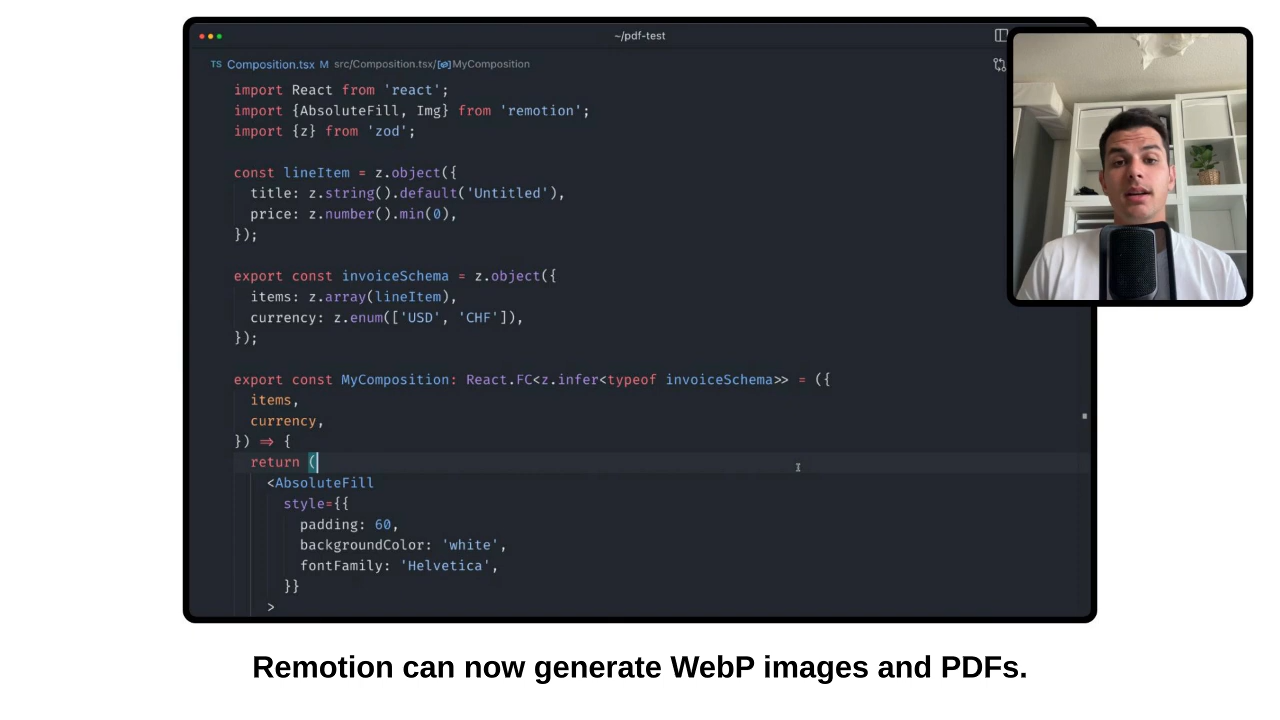 ~/pdf-test
TS Composition.tsx M src/Composition.tsx/[ø]MyComposition
import React from 'react';
import {AbsoluteFill, Img} from 'remotion';
import {z} from 'zod';
const lineItem = z.object({
title: z.string().default('Untitled'),
price: z.number().min(0),
});
export const invoiceSchema = z.object({
items: z.array(lineItem),
currency: z.enum(['USD', 'CHF']),
});
export const MyComposition: React.FC<z.infer<typeof invoiceSchema>> = ({
items,
currency,
}) => {
return (
<AbsoluteFill
style={{
padding: 60,
backgroundColor: 'white',
fontFamily: 'Helvetica',
}}
>
Remotion can now generate WebP images and PDFs.